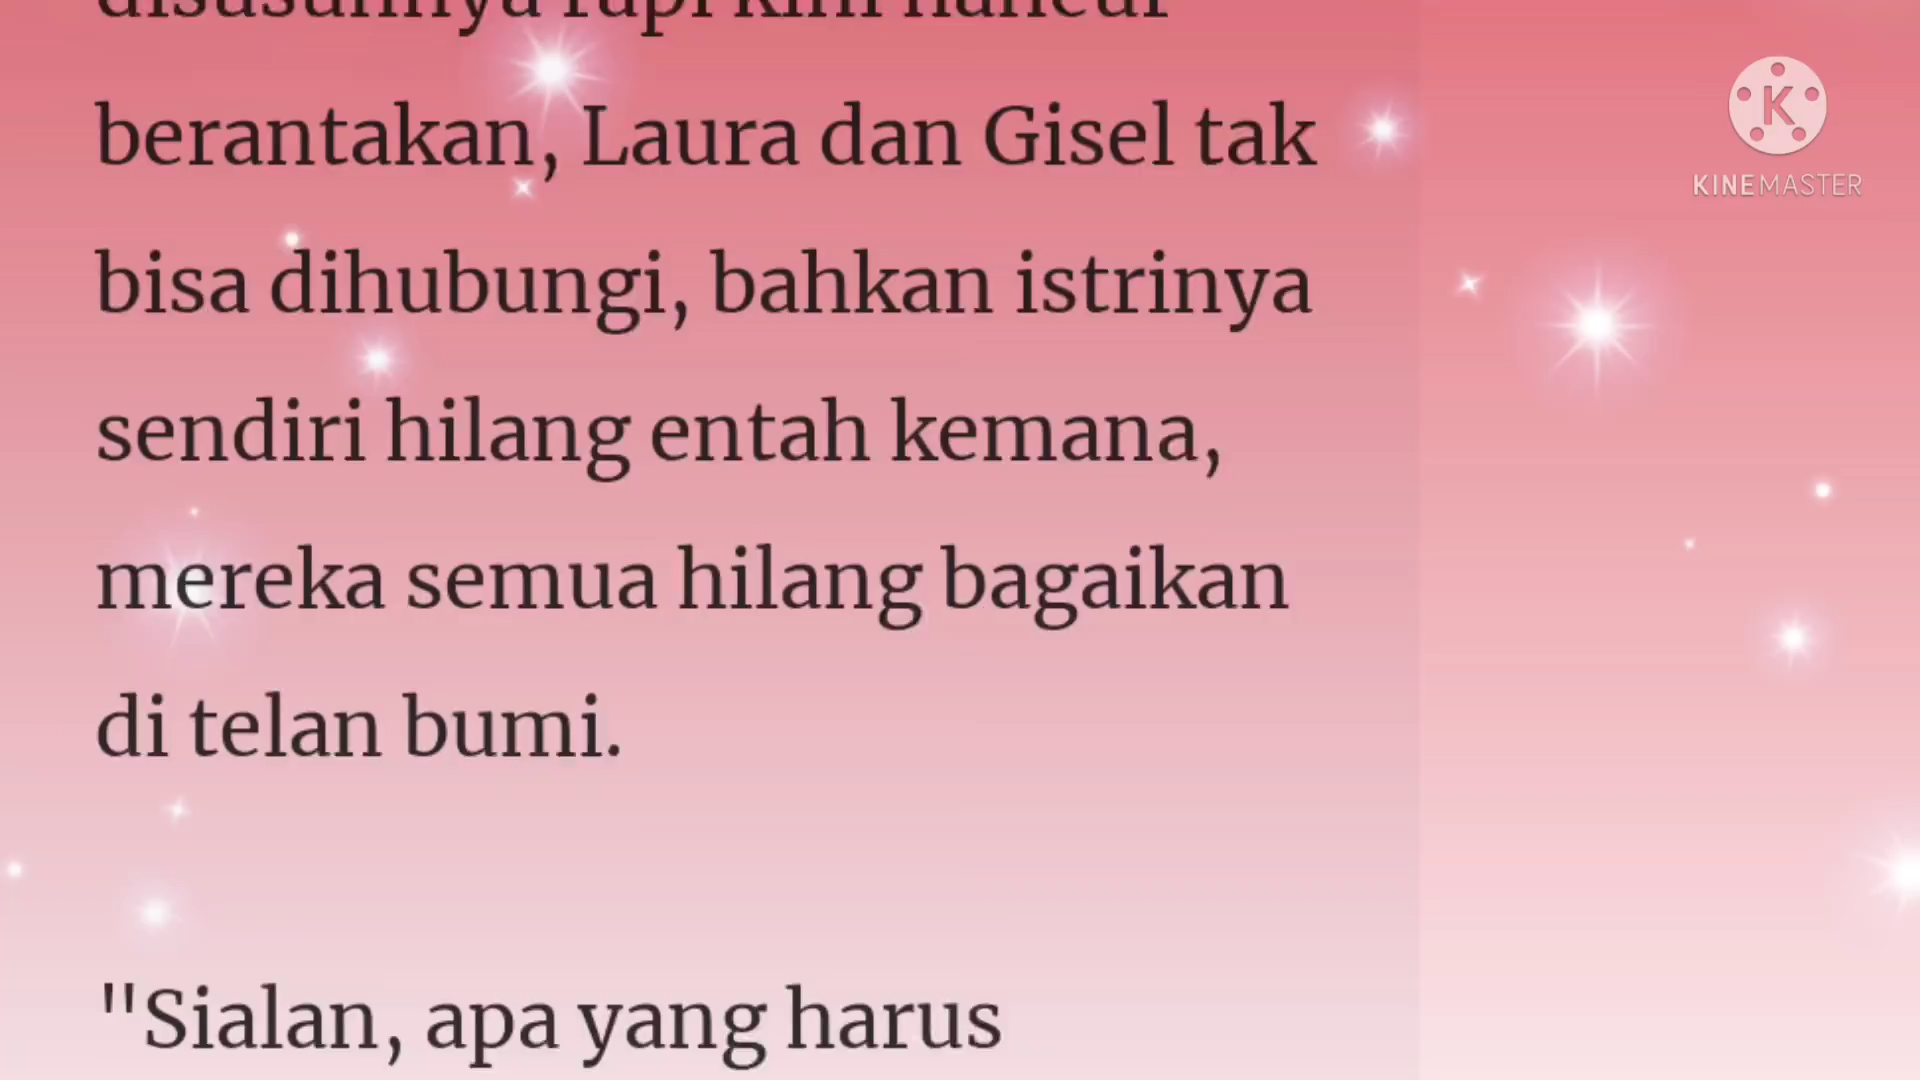 disusunnya rapi kini hancur
berantakan, Laura dan Gisel tak
bisa dihubungi, bahkan istrinya
sendiri hilang entah kemana,
mereka semua hilang bagaikan
di telan bumi.
"Sialan, apa yang harus
K
KINEMASTER